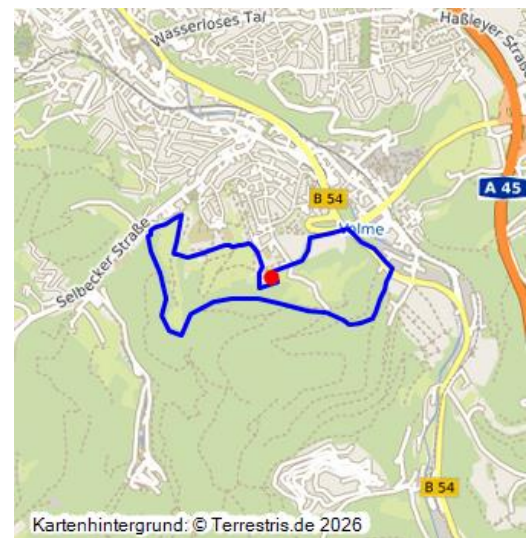 Wasserloses Tal
Haßleyer Straße
A 45
B 54
Volme
Selbecker Straße
B 54
Kartenhintergrund: © Terrestris.de 2026